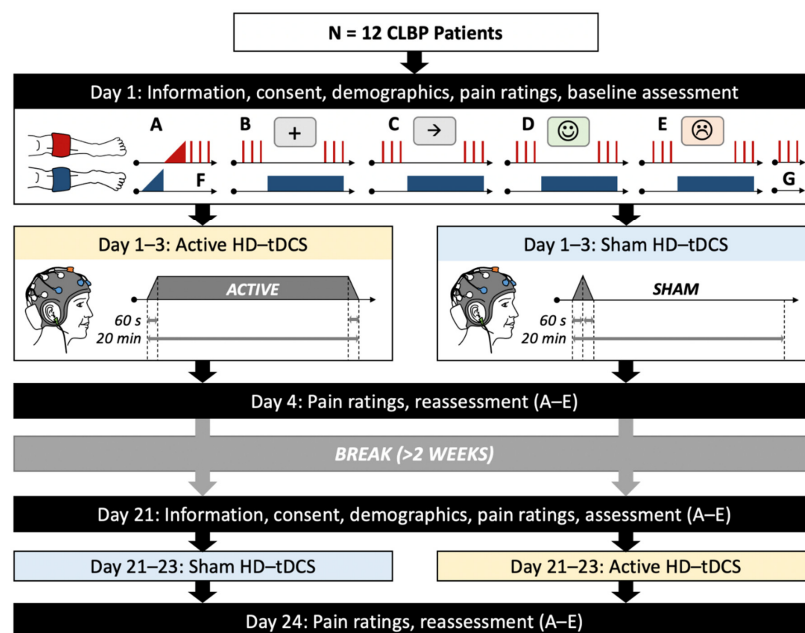 N = 12 CLBP Patients
Day 1: Information, consent, demographics, pain ratings, baseline assessment
A B C D E
+ →
F G
Day 1–3: Active HD–tDCS Day 1–3: Sham HD–tDCS
ACTIVE SHAM
60 s 60 s
20 min 20 min
Day 4: Pain ratings, reassessment (A–E)
BREAK (>2 WEEKS)
Day 21: Information, consent, demographics, pain ratings, assessment (A–E)
Day 21–23: Sham HD–tDCS Day 21–23: Active HD–tDCS
Day 24: Pain ratings, reassessment (A–E)